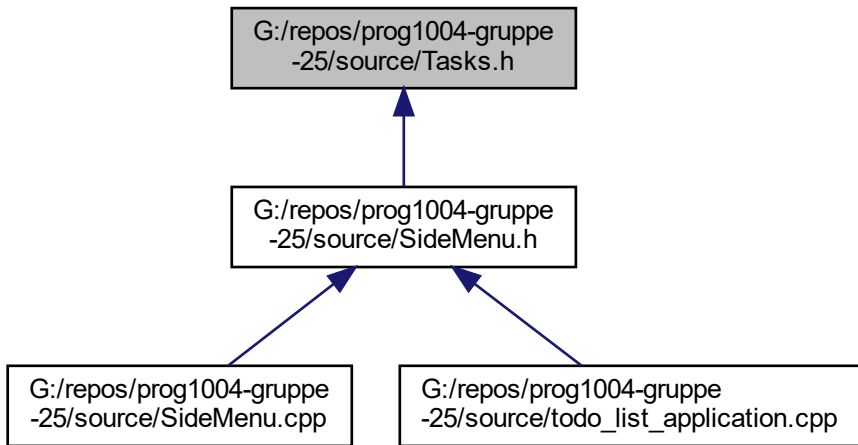 G:/repos/prog1004-gruppe
-25/source/Tasks.h
G:/repos/prog1004-gruppe
-25/source/SideMenu.h
G:/repos/prog1004-gruppe
-25/source/SideMenu.cpp
G:/repos/prog1004-gruppe
-25/source/todo_list_application.cpp